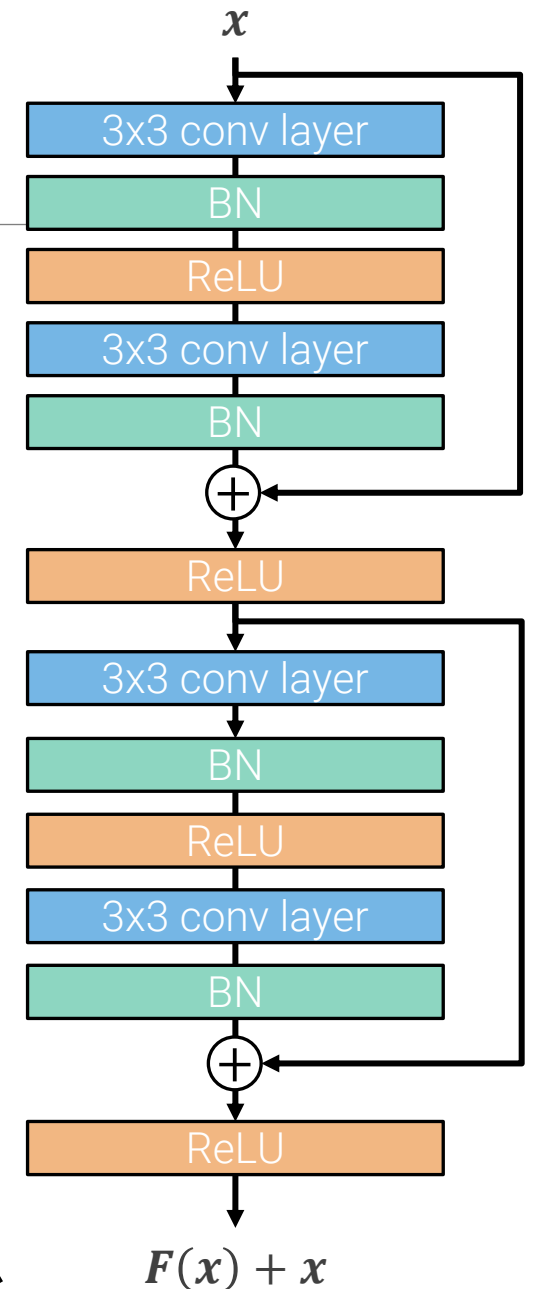 x
3x3 conv layer
BN
ReLU
3x3 conv layer
BN
+
ReLU
3x3 conv layer
BN
ReLU
3x3 conv layer
BN
+
ReLU
F(x) + x